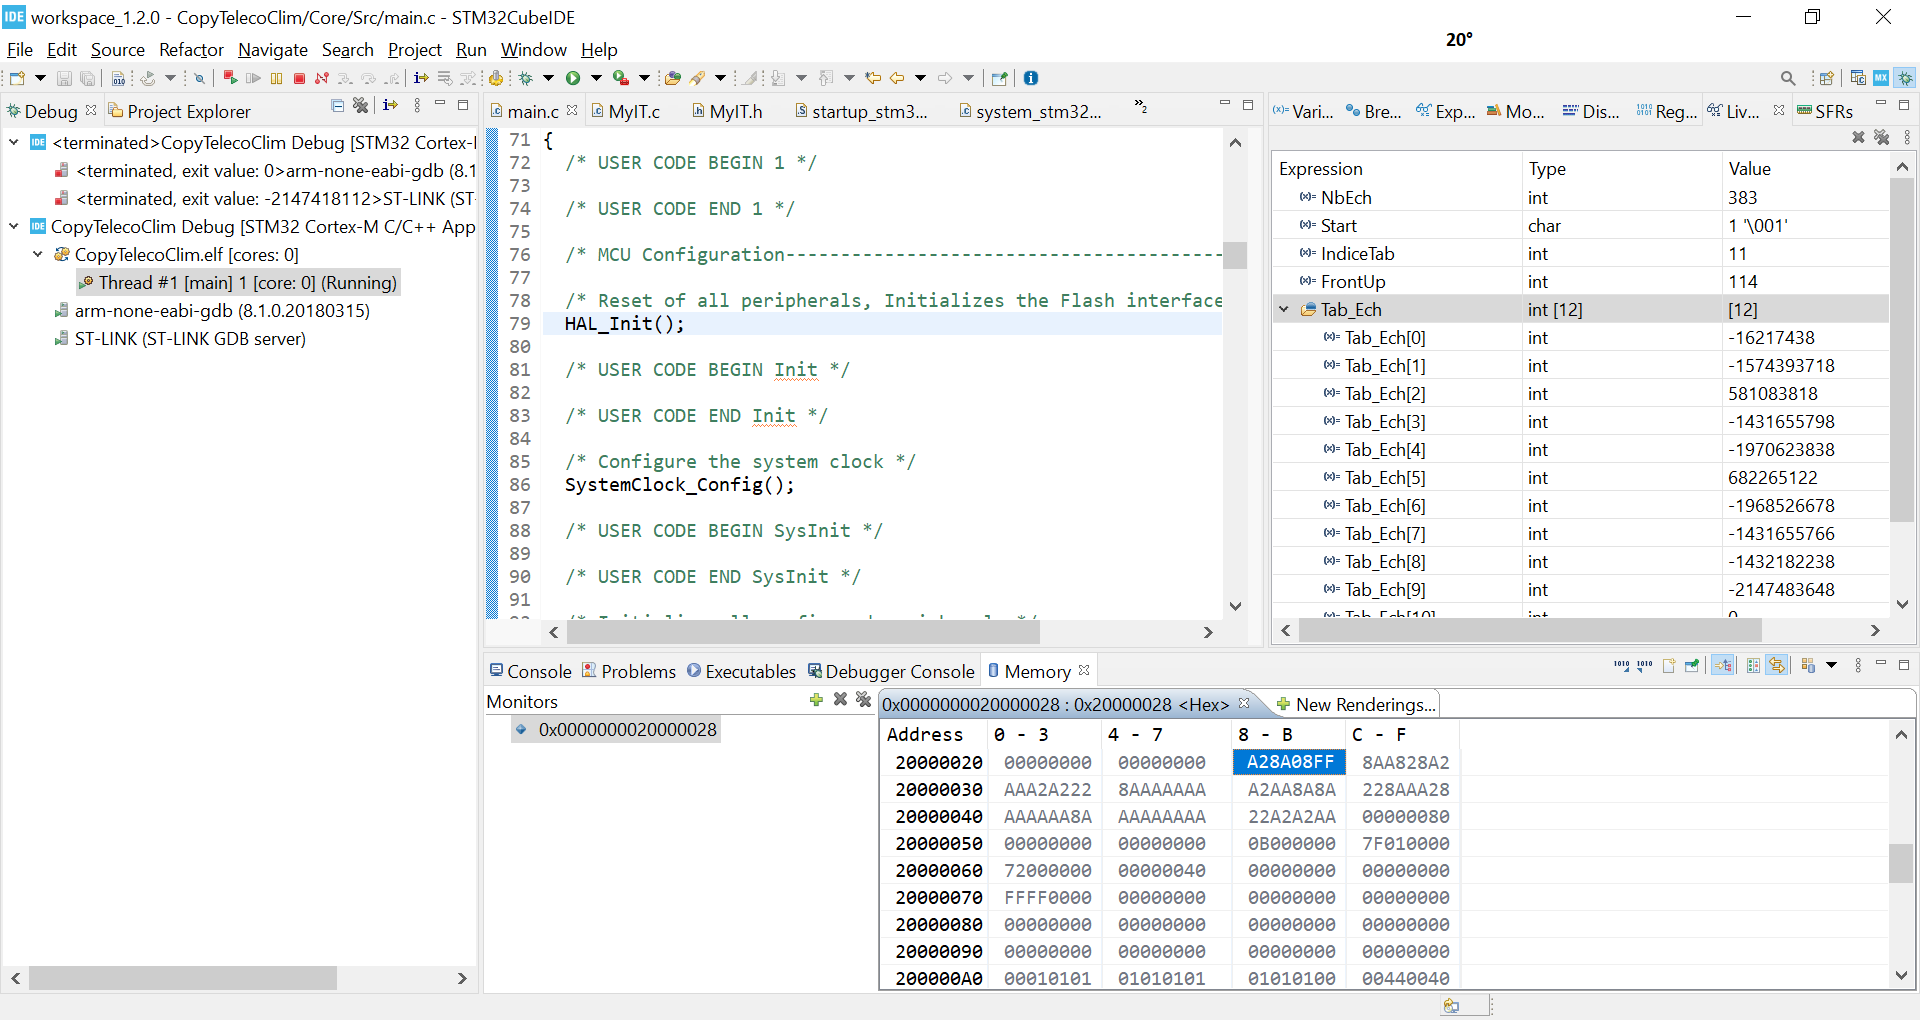 workspace_1.2.0 - CopyTelecoClim/Core/Src/main.c - STM32CubeIDE
File Edit Source Refactor Navigate Search Project Run Window Help
20°
Debug Project Explorer
<terminated>CopyTelecoClim Debug [STM32 Cortex-
<terminated, exit value: 0>arm-none-eabi-gdb (8.1
<terminated, exit value: -2147418112>ST-LINK (ST-
CopyTelecoClim Debug [STM32 Cortex-M C/C++ App
CopyTelecoClim.elf [cores: 0]
Thread #1 [main] 1 [core: 0] (Running)
arm-none-eabi-gdb (8.1.0.20180315)
ST-LINK (ST-LINK GDB server)
main.c MyIT.c MyIT.h startup_stm3... system_stm32... »2
71 {
72 /* USER CODE BEGIN 1 */
73
74 /* USER CODE END 1 */
75
76 /* MCU Configuration----------------------------------------
77
78 /* Reset of all peripherals, Initializes the Flash interface
79 HAL_Init();
80
81 /* USER CODE BEGIN Init */
82
83 /* USER CODE END Init */
84
85 /* Configure the system clock */
86 SystemClock_Config();
87
88 /* USER CODE BEGIN SysInit */
89
90 /* USER CODE END SysInit */
91
(x)= Vari... Bre... Exp... Mo... Dis... Reg... Liv... SFRs
Expression Type Value
NbEch int 383
Start char 1 '\001'
IndiceTab int 11
FrontUp int 114
Tab_Ech int [12] [12]
Tab_Ech[0] int -16217438
Tab_Ech[1] int -1574393718
Tab_Ech[2] int 581083818
Tab_Ech[3] int -1431655798
Tab_Ech[4] int -1970623838
Tab_Ech[5] int 682265122
Tab_Ech[6] int -1968526678
Tab_Ech[7] int -1431655766
Tab_Ech[8] int -1432182238
Tab_Ech[9] int -2147483648
Tab_Ech[10] int 0
Console Problems Executables Debugger Console Memory
Monitors
0x0000000020000028
0x0000000020000028 : 0x20000028 <Hex> New Renderings...
Address 0 - 3 4 - 7 8 - B C - F
20000020 00000000 00000000 A28A08FF 8AA828A2
20000030 AAA2A222 8AAAAAAA A2AA8A8A 228AAA28
20000040 AAAAAA8A AAAAAAAA 22A2A2AA 00000080
20000050 00000000 00000000 0B000000 7F010000
20000060 72000000 00000040 00000000 00000000
20000070 FFFF0000 00000000 00000000 00000000
20000080 00000000 00000000 00000000 00000000
20000090 00000000 00000000 00000000 00000000
200000A0 00010101 01010101 01010100 00440040